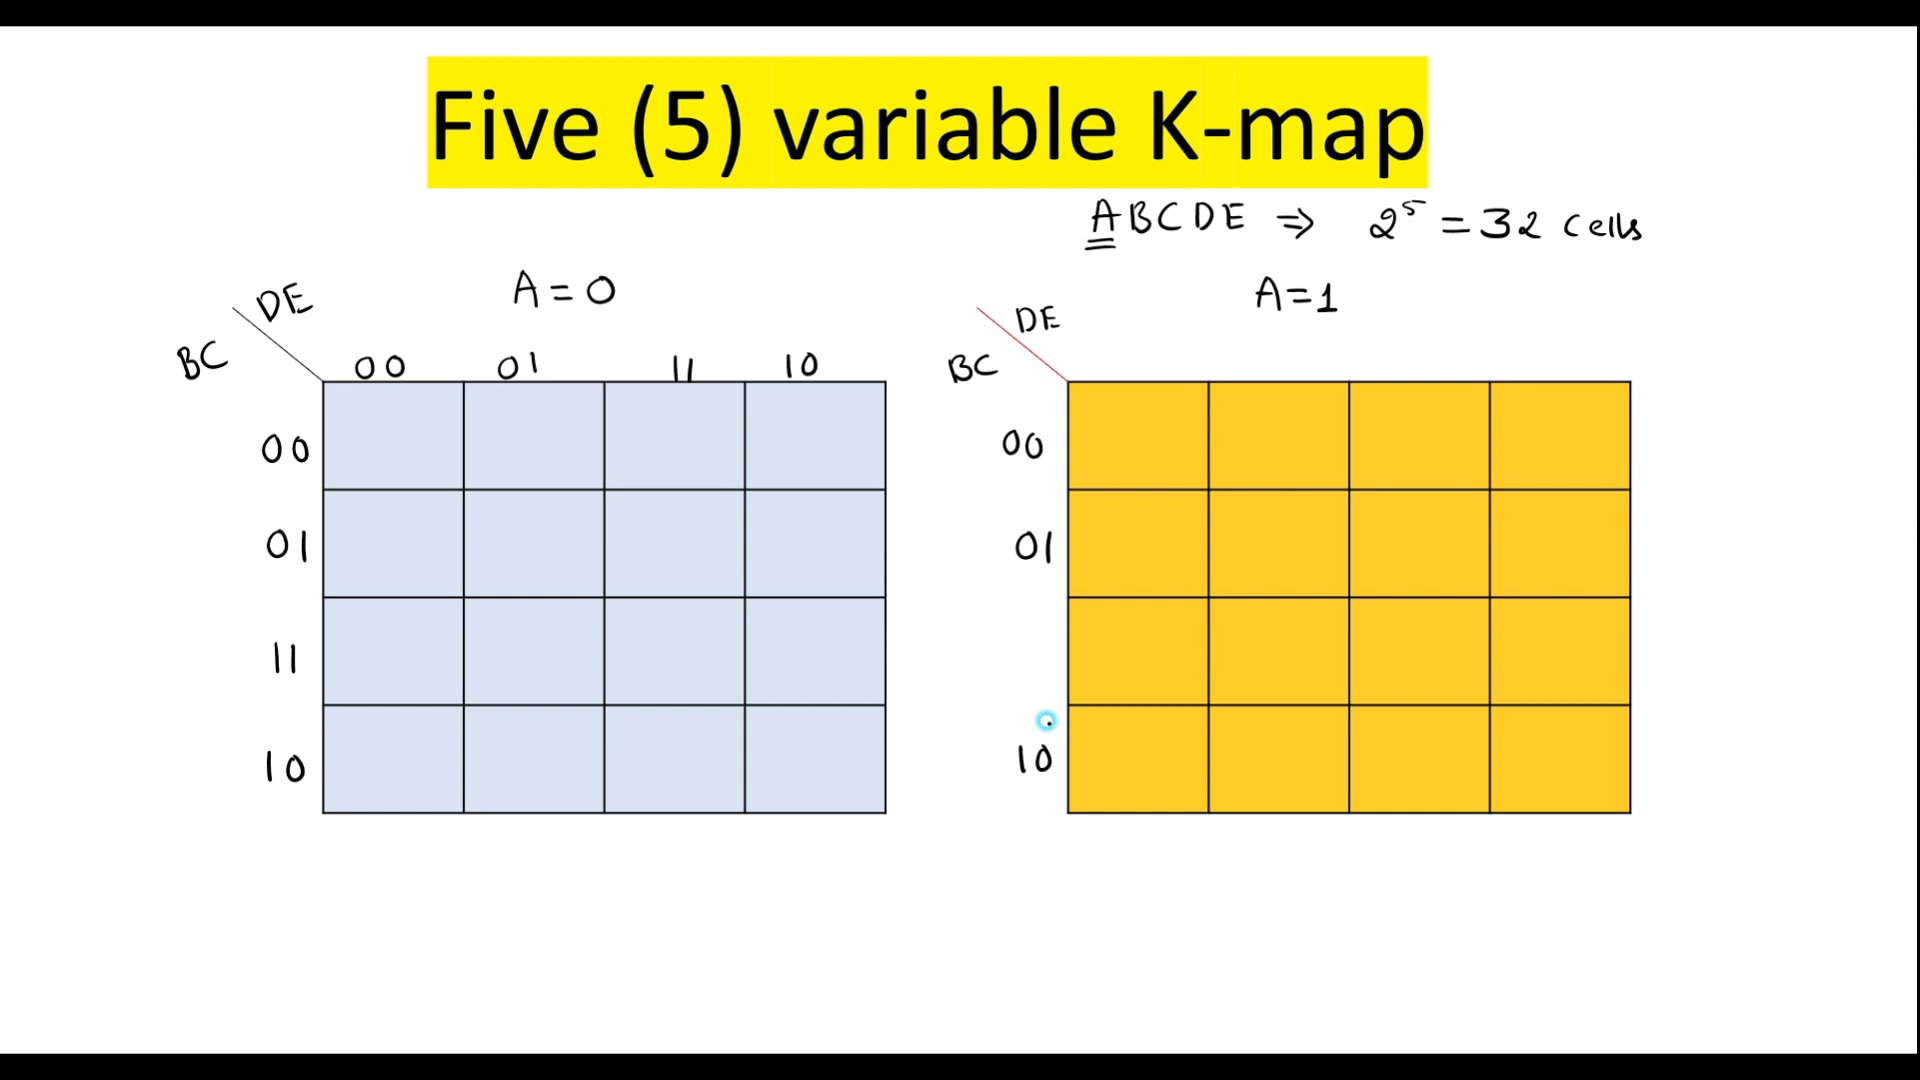 Five (5) variable K-map
ABCDE ⇒ 2⁵ = 32 cells
DE A = 0
BC
00 01 11 10
00
01
11
10
DE A=1
BC
00
01
10